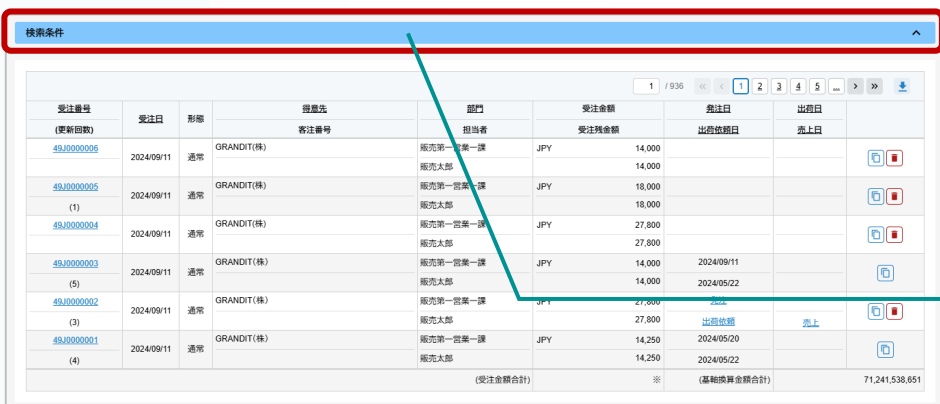 検索条件
1 / 936 « ‹ 1 2 3 4 5 ... › »
受注番号 受注日 形態 得意先 部門 受注金額 発注日 出荷日
(更新回数) 客注番号 担当者 受注残金額 出荷依頼日 売上日
49J0000006 2024/09/11 通常 GRANDIT(株) 販売第一営業一課 JPY 14,000
販売太郎 14,000
49J0000005 2024/09/11 通常 GRANDIT(株) 販売第一営業一課 JPY 18,000
(1) 販売太郎 18,000
49J0000004 2024/09/11 通常 GRANDIT(株) 販売第一営業一課 JPY 27,800
販売太郎 27,800
49J0000003 2024/09/11 通常 GRANDIT(株) 販売第一営業一課 JPY 14,000 2024/09/11
(5) 販売太郎 14,000 2024/05/22
49J0000002 2024/09/11 通常 GRANDIT(株) 販売第一営業一課 JPY 27,800 発注
(3) 販売太郎 27,800 出荷依頼 売上
49J0000001 2024/09/11 通常 GRANDIT(株) 販売第一営業一課 JPY 14,250 2024/05/20
(4) 販売太郎 14,250 2024/05/22
(受注金額合計) ※ (基軸換算金額合計) 71,241,538,651